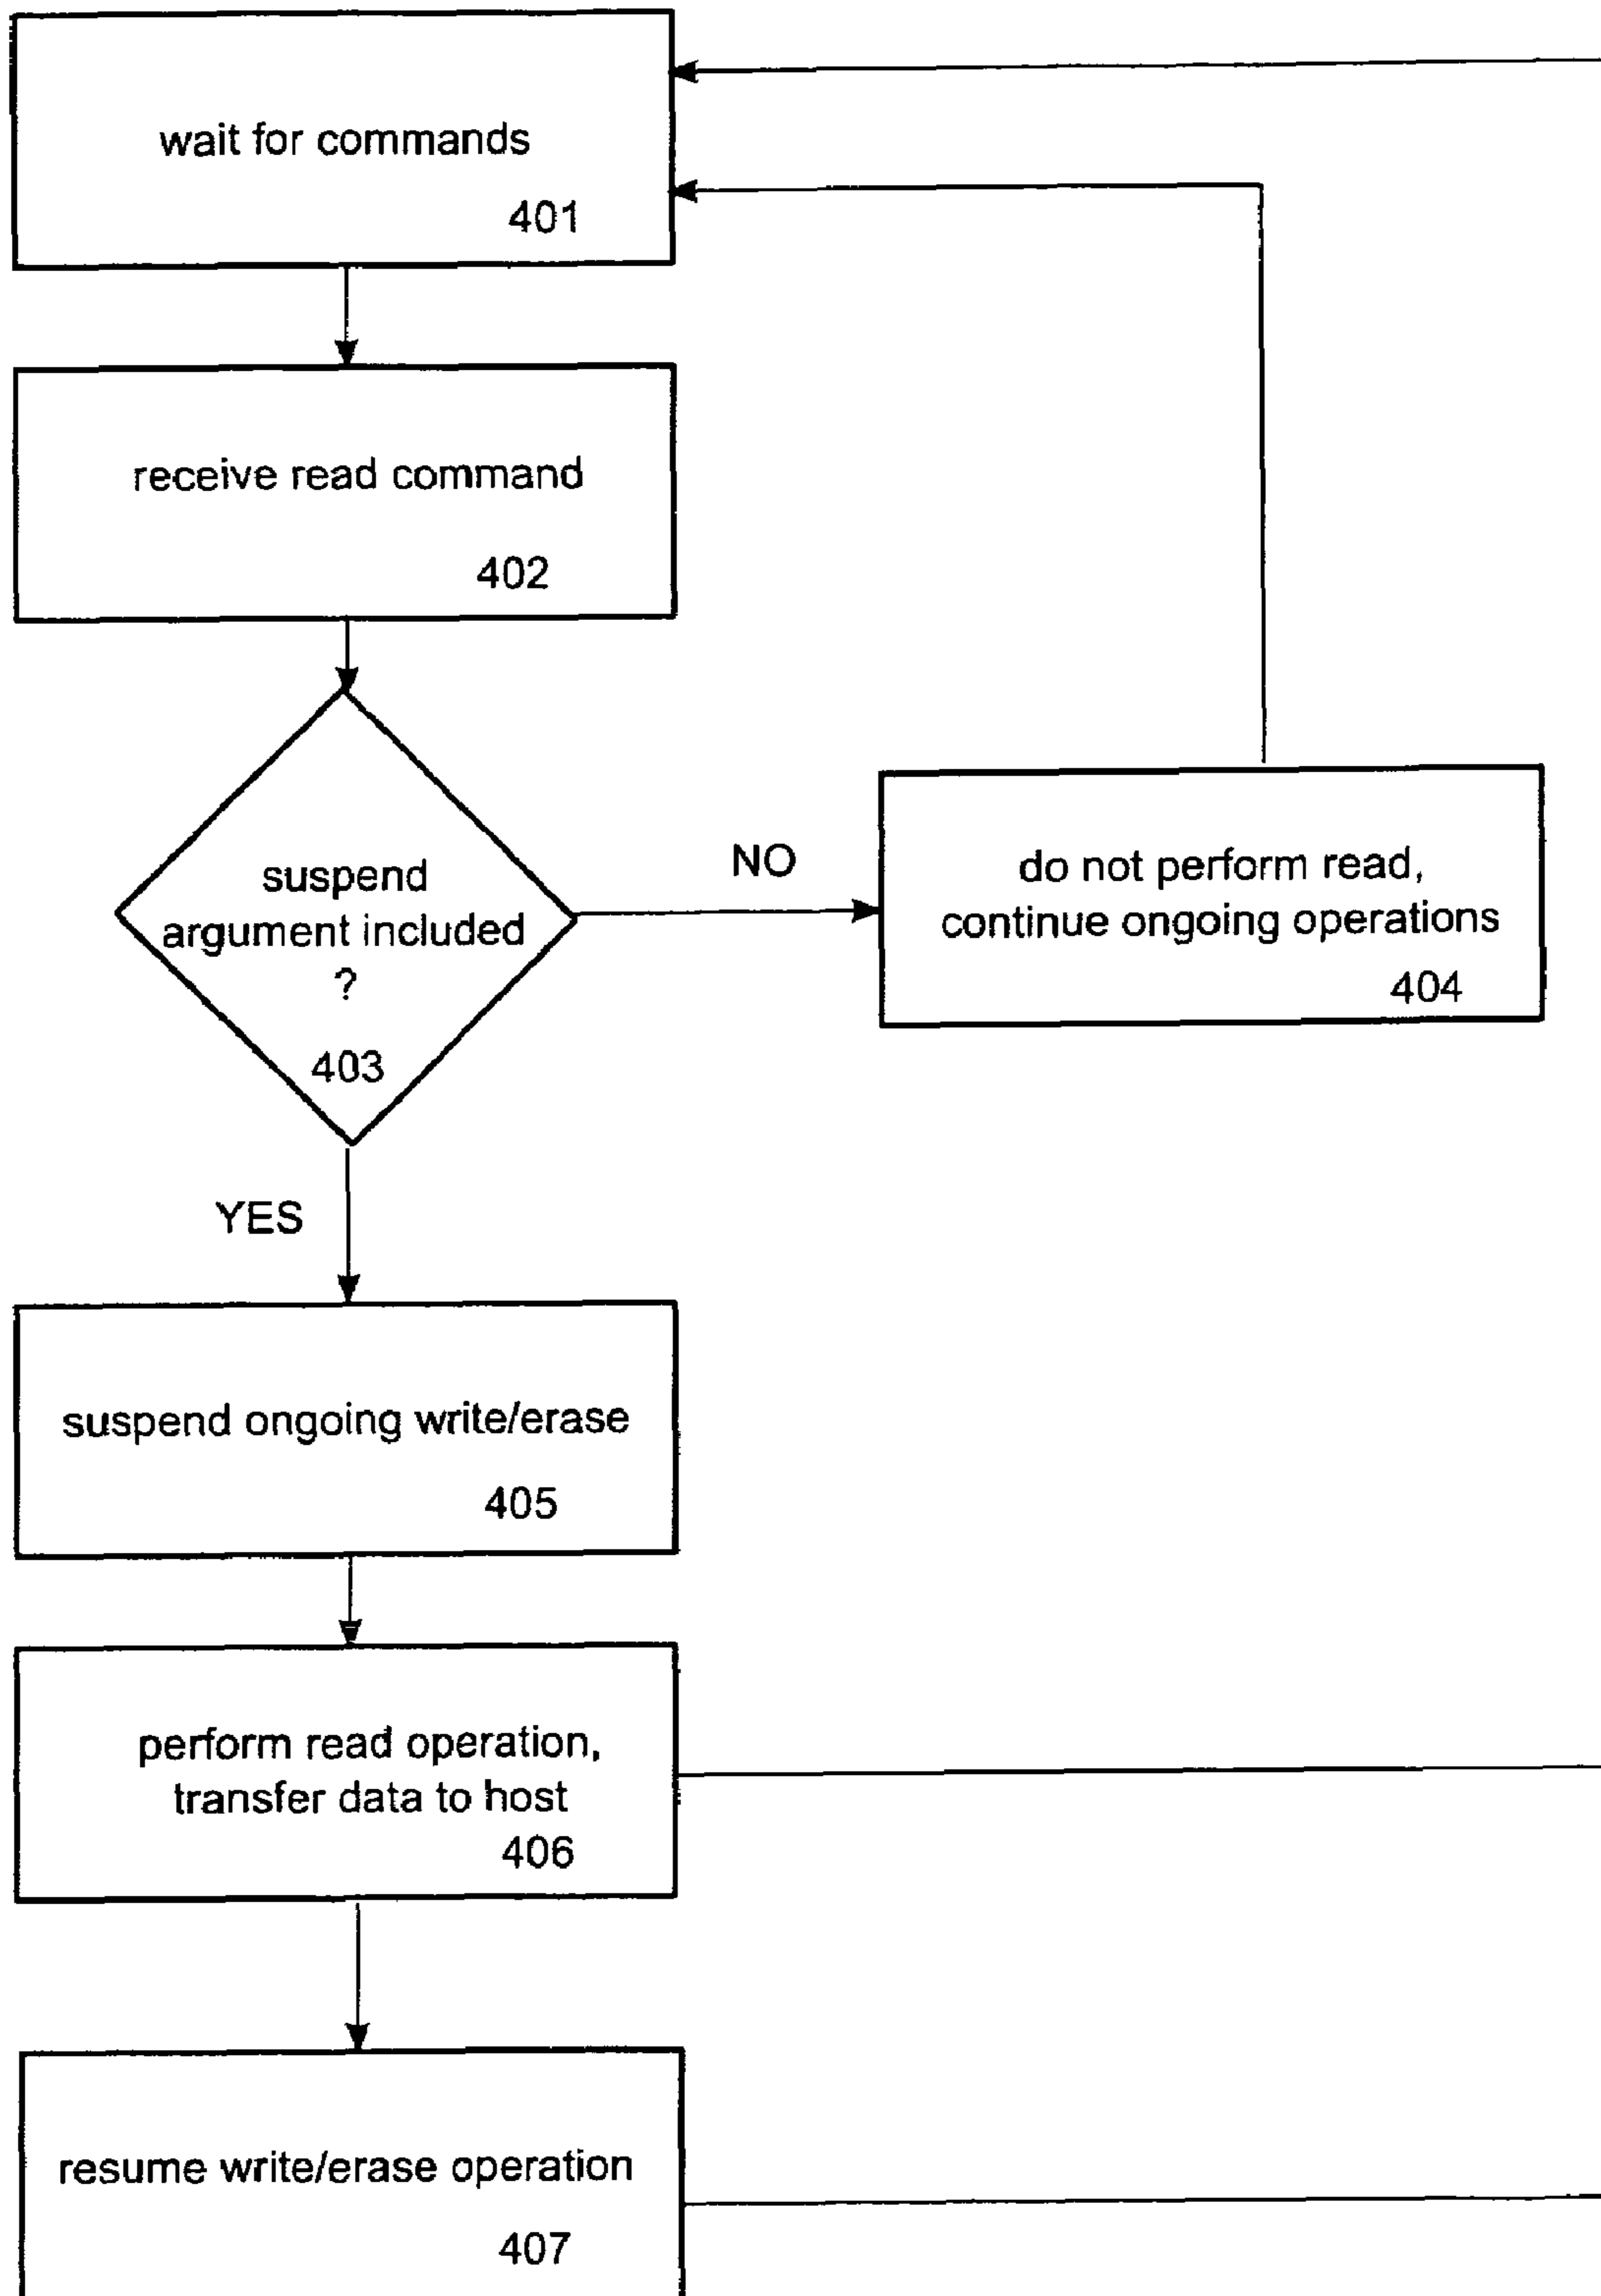 wait for commands
401
receive read command
402
suspend
argument included
?
403
NO
do not perform read,
continue ongoing operations
404
YES
suspend ongoing write/erase
405
perform read operation,
transfer data to host
406
resume write/erase operation
407